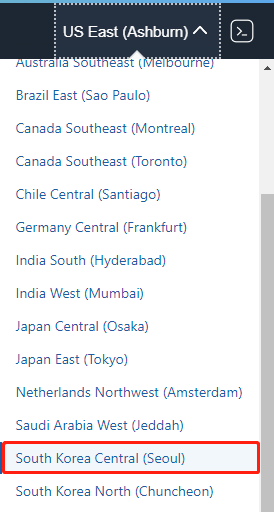 US East (Ashburn)
Australia Southeast (Melbourne)
Brazil East (Sao Paulo)
Canada Southeast (Montreal)
Canada Southeast (Toronto)
Chile Central (Santiago)
Germany Central (Frankfurt)
India South (Hyderabad)
India West (Mumbai)
Japan Central (Osaka)
Japan East (Tokyo)
Netherlands Northwest (Amsterdam)
Saudi Arabia West (Jeddah)
South Korea Central (Seoul)
South Korea North (Chuncheon)